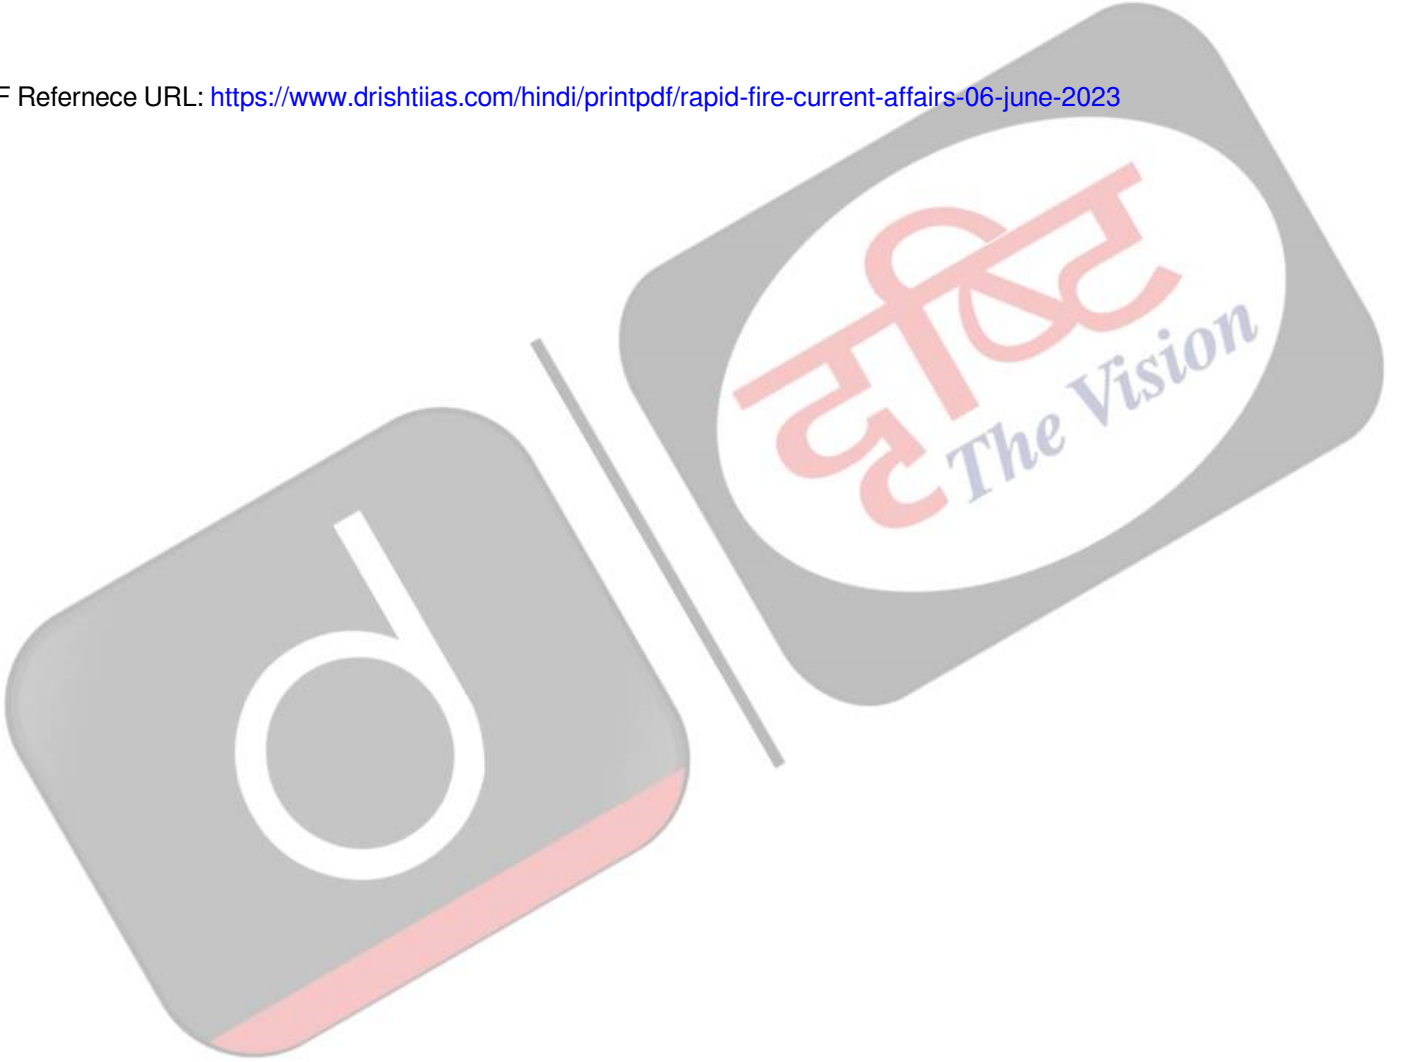 F Refernece URL: https://www.drishtiias.com/hindi/printpdf/rapid-fire-current-affairs-06-june-2023
दृष्टि
The Vision
d